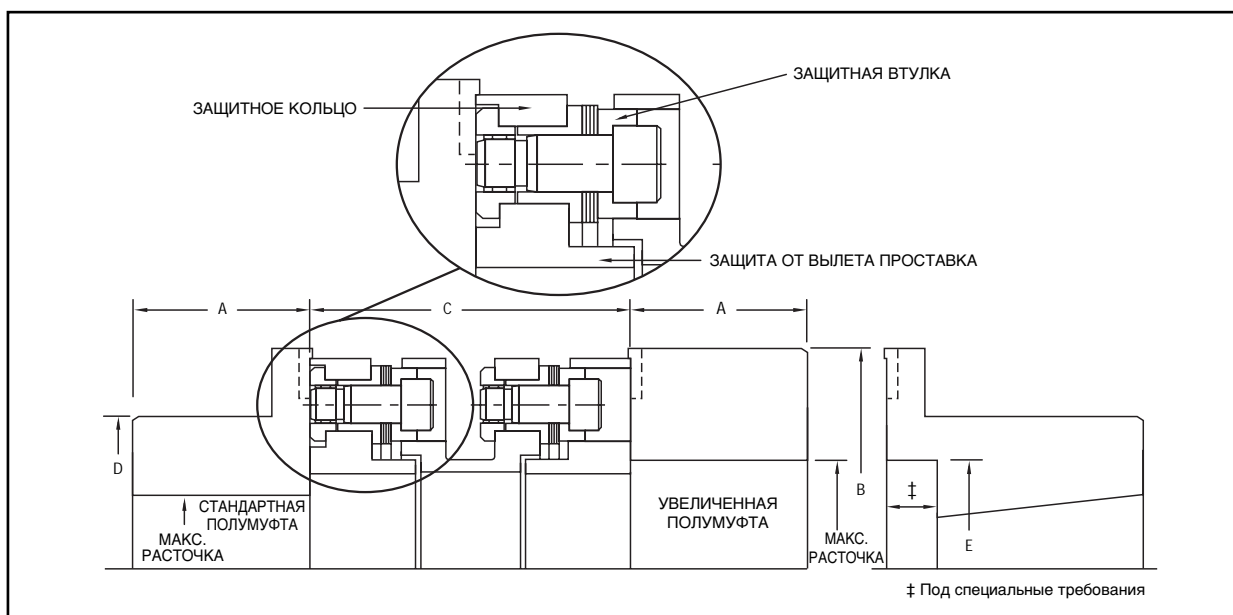 ЗАЩИТНАЯ ВТУЛКА
ЗАЩИТНОЕ КОЛЬЦО
ЗАЩИТА ОТ ВЫЛЕТА ПРОСТАВКА
A
C
A
D
СТАНДАРТНАЯ
ПОЛУМУФТА
МАКС.
РАСТОЧКА
УВЕЛИЧЕННАЯ
ПОЛУМУФТА
МАКС.
РАСТОЧКА
B
‡
E
‡ Под специальные требования